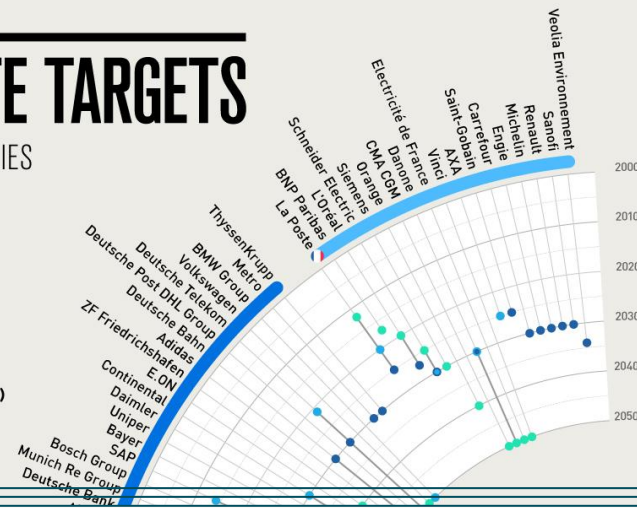 E TARGETS
IES
Veolia Environnement
Sanofi
Renault
Michelin
Engie
Carrefour
Saint-Gobain
AXA
Vinci
Electricité de France
Danone
CMA CGM
Orange
Siemens
Schneider Electric
L'Oréal
BNP Paribas
La Poste
ThyssenKrupp
Metro
BMW Group
Volkswagen
Deutsche Telekom
Deutsche Post DHL Group
Deutsche Bahn
Adidas
ZF Friedrichshafen
E.ON
Continental
Daimler
Uniper
Bayer
SAP
Bosch Group
Munich Re Group
Deutsche Bank
)
2000
2010
2020
2030
2040
2050